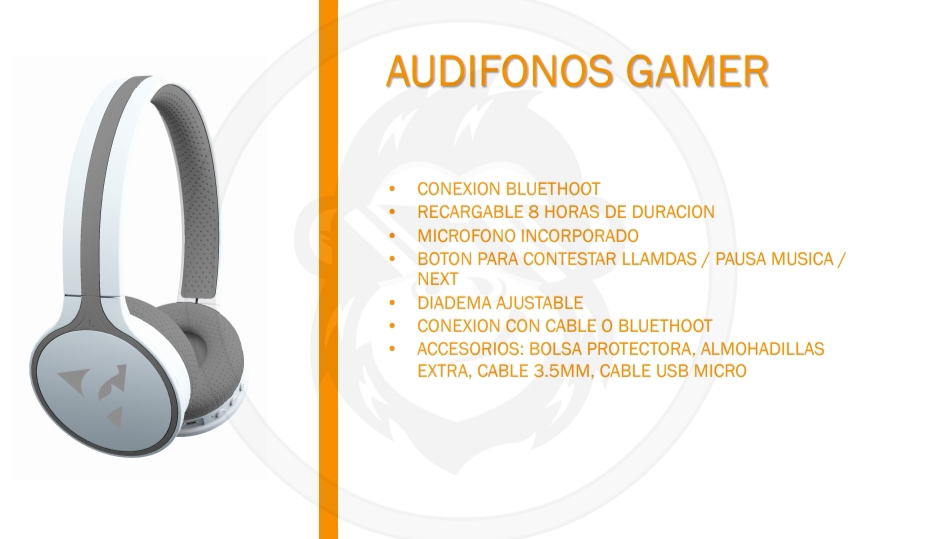 AUDIFONOS GAMER
• CONEXION BLUETHOOT
• RECARGABLE 8 HORAS DE DURACION
• MICROFONO INCORPORADO
• BOTON PARA CONTESTAR LLAMDAS / PAUSA MUSICA /
NEXT
• DIADEMA AJUSTABLE
• CONEXION CON CABLE O BLUETHOOT
• ACCESORIOS: BOLSA PROTECTORA, ALMOHADILLAS
EXTRA, CABLE 3.5MM, CABLE USB MICRO